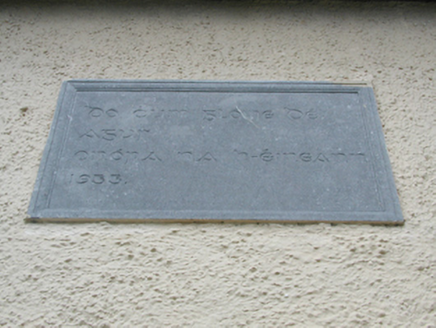 Do ċum glóire Dé
agus
onóra na h-Éireann
1933.